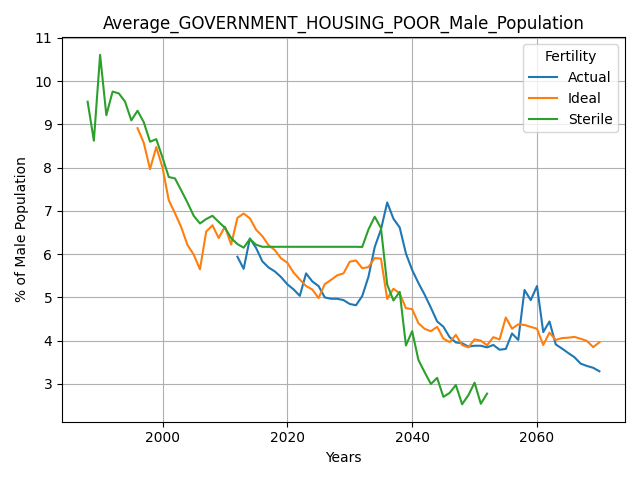 Average_GOVERNMENT_HOUSING_POOR_Male_Population
Fertility
Actual
Ideal
Sterile
% of Male Population
11
10
9
8
7
6
5
4
3
2000
2020
2040
2060
Years